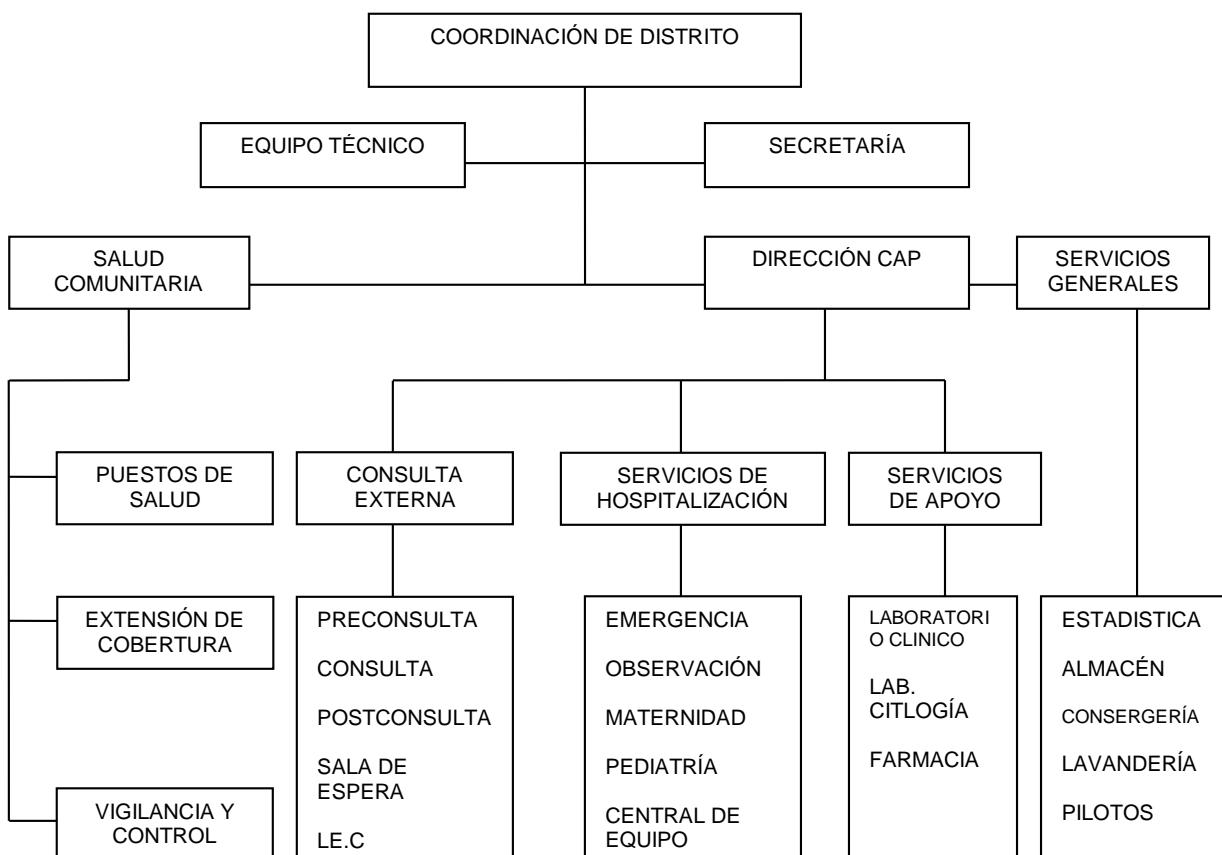 COORDINACIÓN DE DISTRITO
EQUIPO TÉCNICO
SECRETARÍA
SALUD
COMUNITARIA
DIRECCIÓN CAP
SERVICIOS
GENERALES
PUESTOS DE
SALUD
CONSULTA
EXTERNA
SERVICIOS DE
HOSPITALIZACIÓN
SERVICIOS
DE APOYO
EXTENSIÓN DE
COBERTURA
VIGILANCIA Y
CONTROL
PRECONSULTA
CONSULTA
POSTCONSULTA
SALA DE
ESPERA
LE.C
EMERGENCIA
OBSERVACIÓN
MATERNIDAD
PEDIATRÍA
CENTRAL DE
EQUIPO
LABORATORI
O CLINICO
LAB.
CITLOGÍA
FARMACIA
ESTADISTICA
ALMACÉN
CONSERGERÍA
LAVANDERÍA
PILOTOS